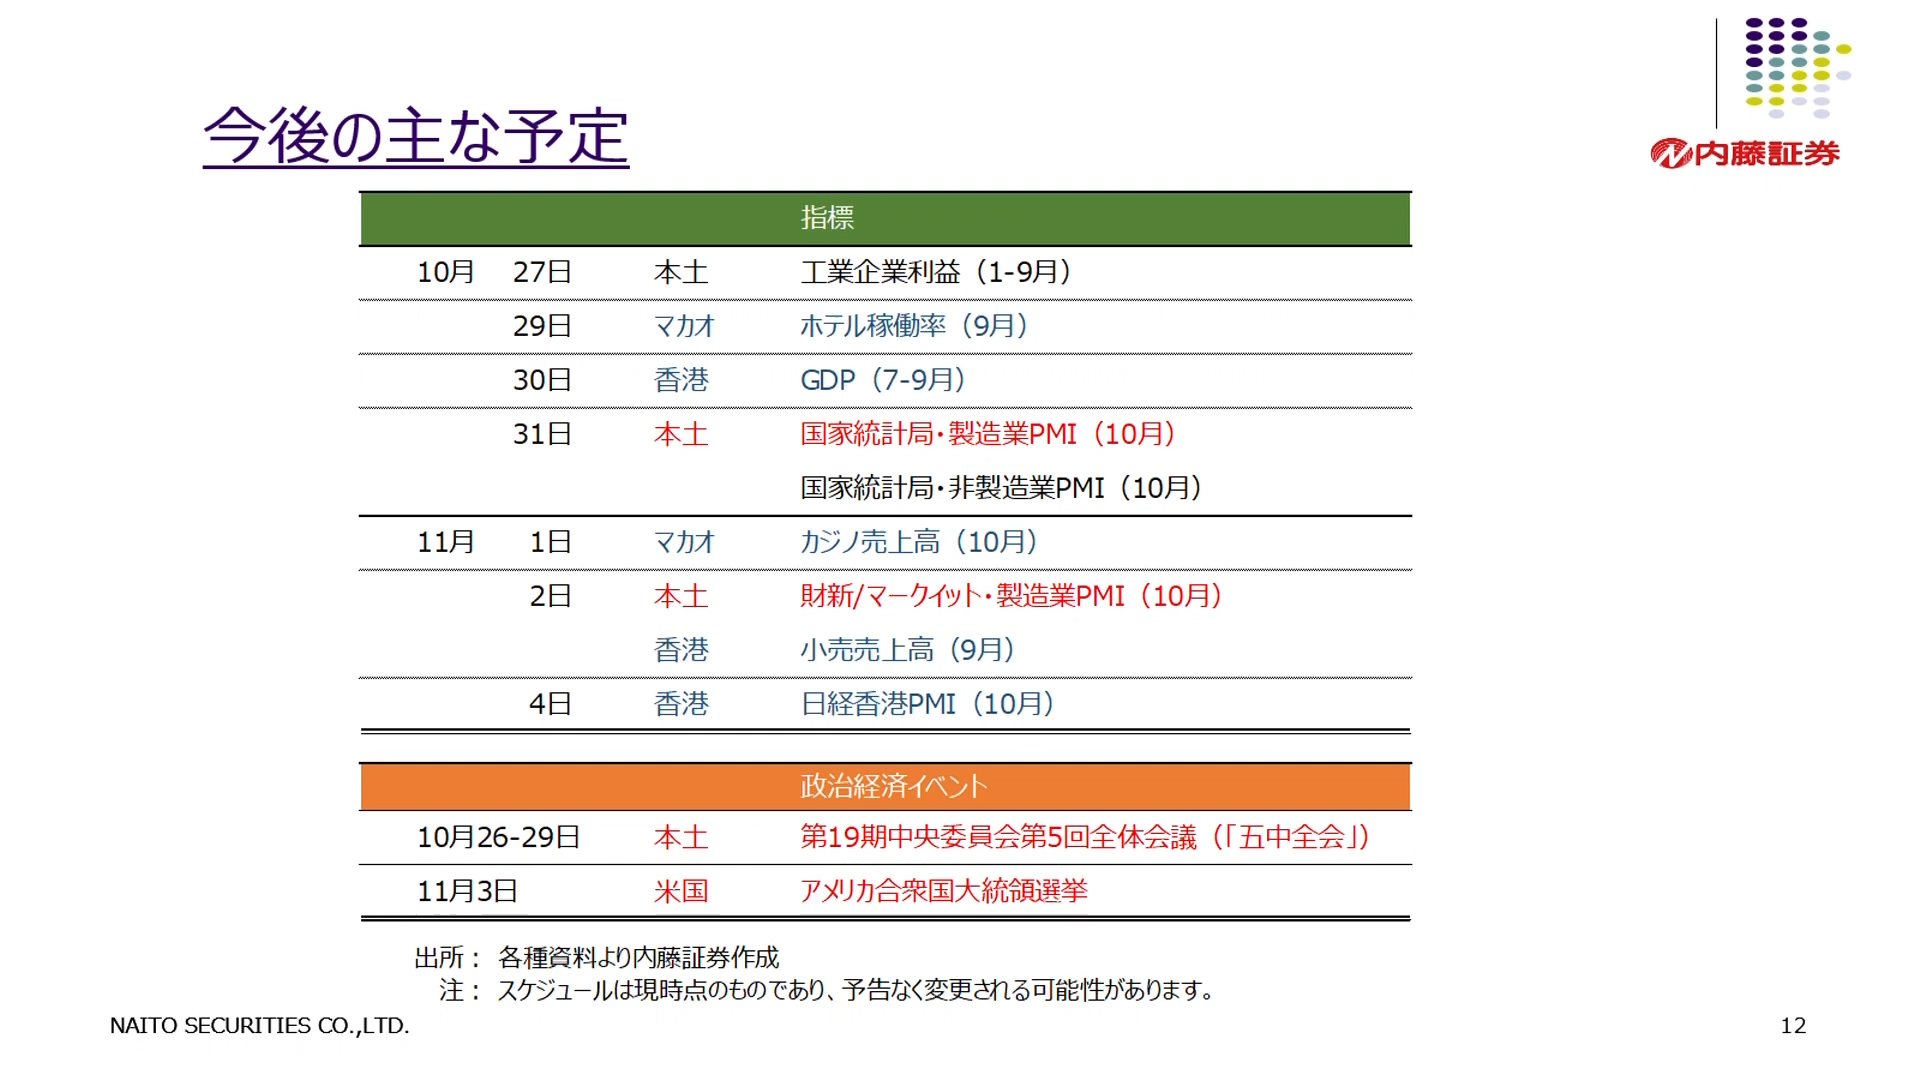 内藤証券
今後の主な予定
指標
10月 27日 本土 工業企業利益（1-9月）
29日 マカオ ホテル稼働率（9月）
30日 香港 GDP（7-9月）
31日 本土 国家統計局・製造業PMI（10月）
国家統計局・非製造業PMI（10月）
11月 1日 マカオ カジノ売上高（10月）
2日 本土 財新/マークイット・製造業PMI（10月）
香港 小売売上高（9月）
4日 香港 日経香港PMI（10月）
政治経済イベント
10月26-29日 本土 第19期中央委員会第5回全体会議（「五中全会」）
11月3日 米国 アメリカ合衆国大統領選挙
出所： 各種資料より内藤証券作成
注： スケジュールは現時点のものであり、予告なく変更される可能性があります。
NAITO SECURITIES CO.,LTD.
12